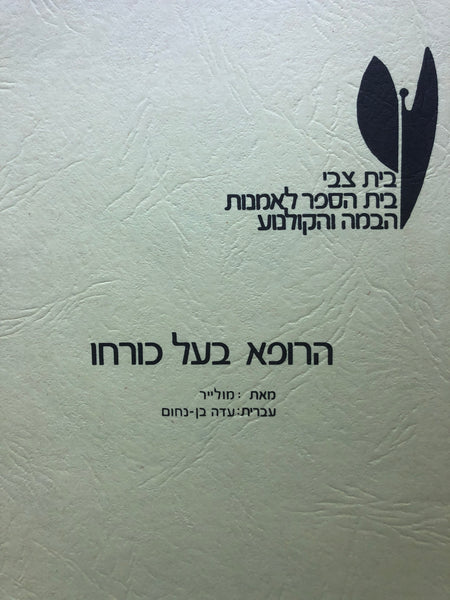 בית צבי
בית הספר לאמנות
הבמה והקולנוע
הרופא בעל כורחו
מאת : מולייר
עברית: עדה בן-נחום